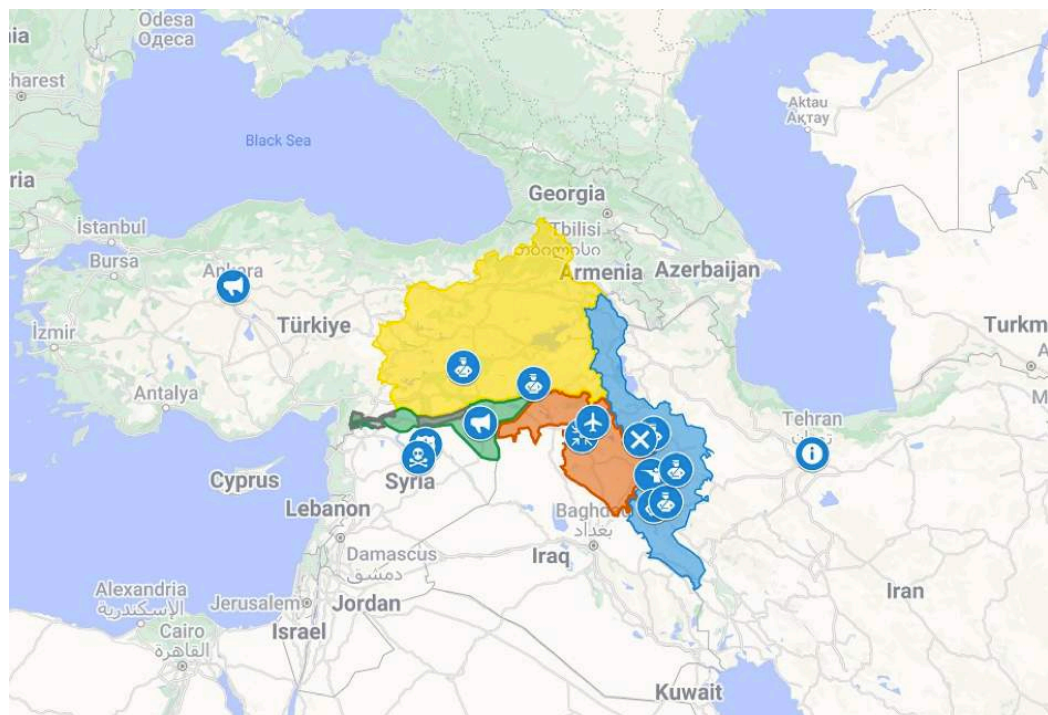 Odesa
Одеса
ia
harest
Aktau
Ақтау
Black Sea
ria
Georgia
Tbilisi
თბილისი
İstanbul
Bursa
Ankara
Armenia
Azerbaijan
Türkiye
Turkm
İzmir
A
Antalya
M
Tehran
تهران
Cyprus
Syria
Lebanon
Baghdad
بغداد
Damascus
دمشق
Iraq
Alexandria
الإسكندرية
Jerusalem
Jordan
Iran
Cairo
القاهرة
Israel
Kuwait